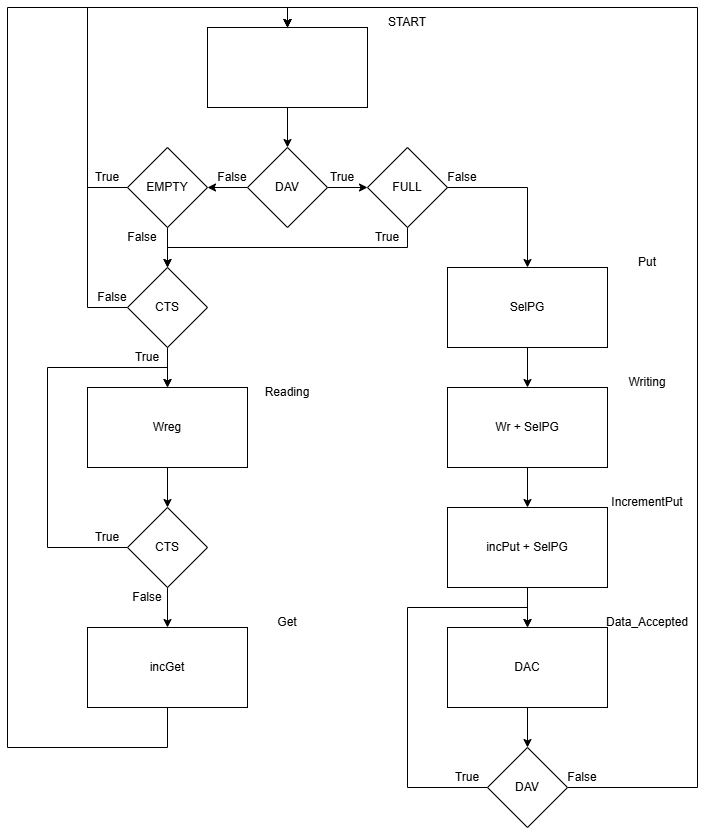 START
True
EMPTY
False
DAV
True
FULL
False
False
True
Put
False
CTS
SelPG
True
Reading
Writing
Wreg
Wr + SelPG
IncrementPut
True
CTS
incPut + SelPG
False
Get
Data_Accepted
incGet
DAC
True
DAV
False